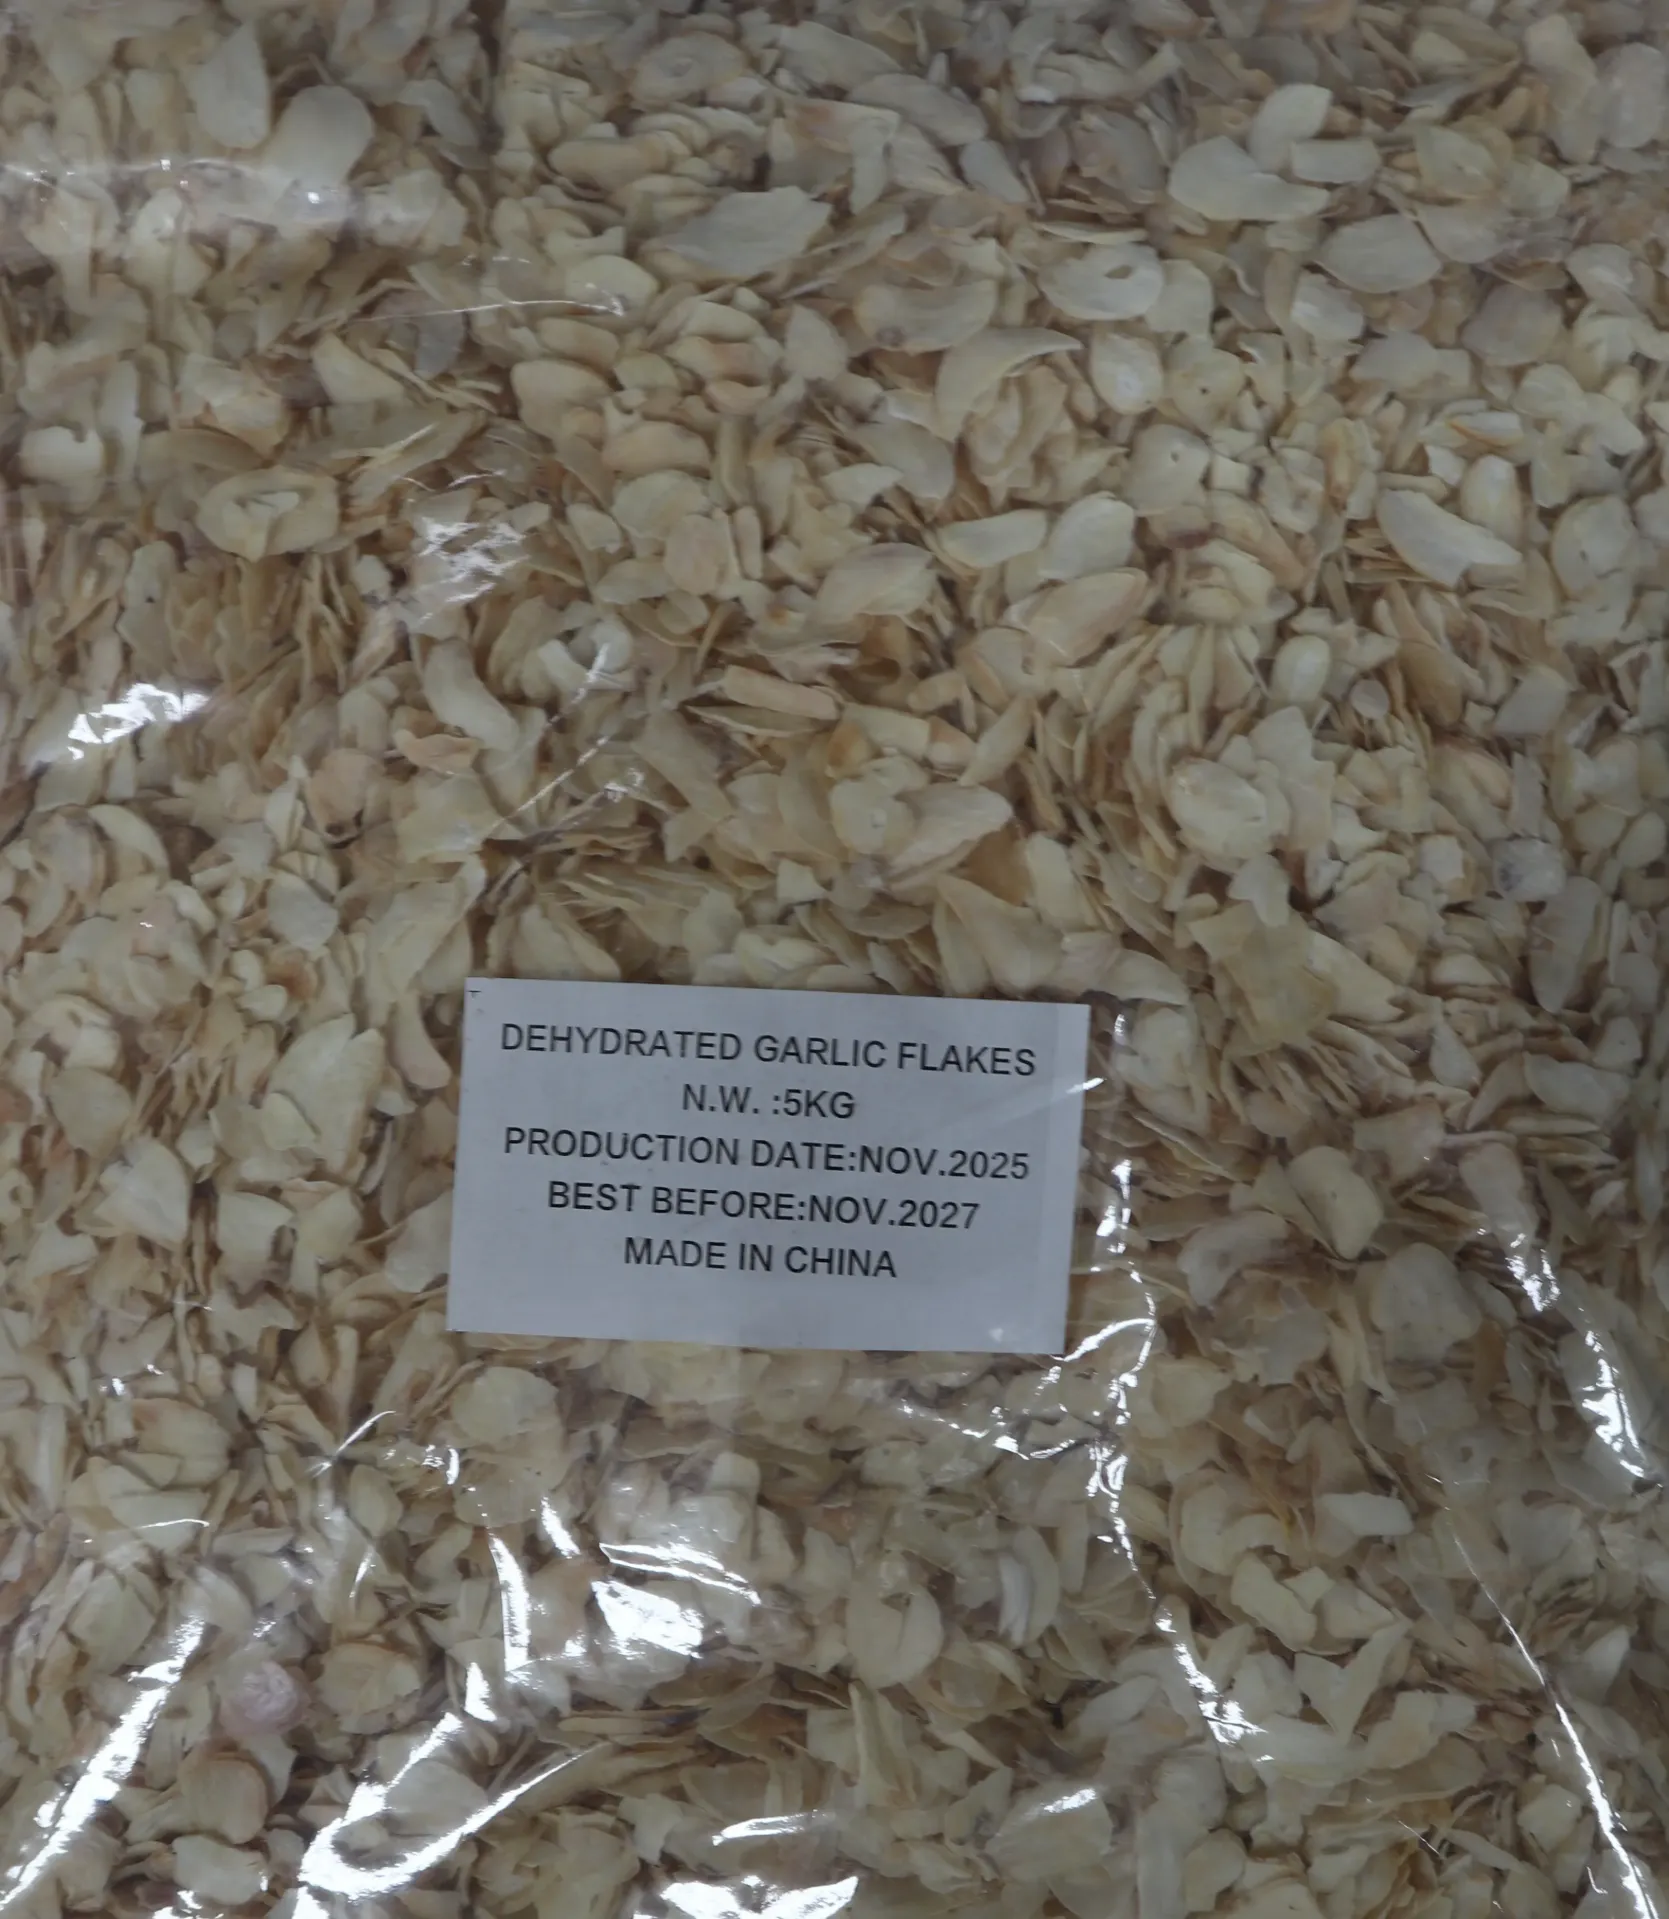 DEHYDRATED GARLIC FLAKES
N.W. :5KG
PRODUCTION DATE:NOV.2025
BEST BEFORE:NOV.2027
MADE IN CHINA